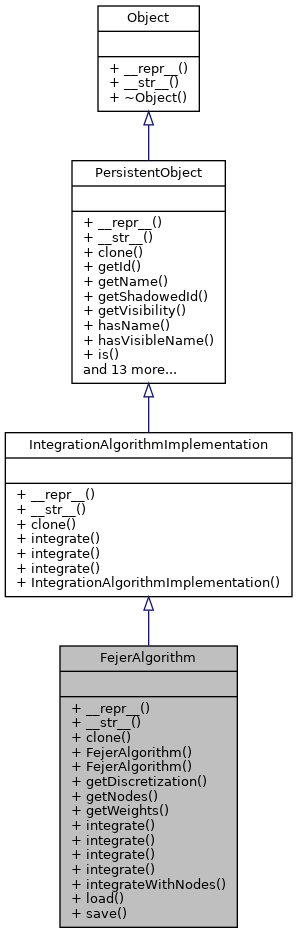 Object
+ __repr__()
+ __str__()
+ ~Object()
PersistentObject
+ __repr__()
+ __str__()
+ clone()
+ getId()
+ getName()
+ getShadowedId()
+ getVisibility()
+ hasName()
+ hasVisibleName()
+ is()
and 13 more...
IntegrationAlgorithmImplementation
+ __repr__()
+ __str__()
+ clone()
+ integrate()
+ integrate()
+ integrate()
+ IntegrationAlgorithmImplementation()
FejerAlgorithm
+ __repr__()
+ __str__()
+ clone()
+ FejerAlgorithm()
+ FejerAlgorithm()
+ getDiscretization()
+ getNodes()
+ getWeights()
+ integrate()
+ integrate()
+ integrate()
+ integrate()
+ integrateWithNodes()
+ load()
+ save()